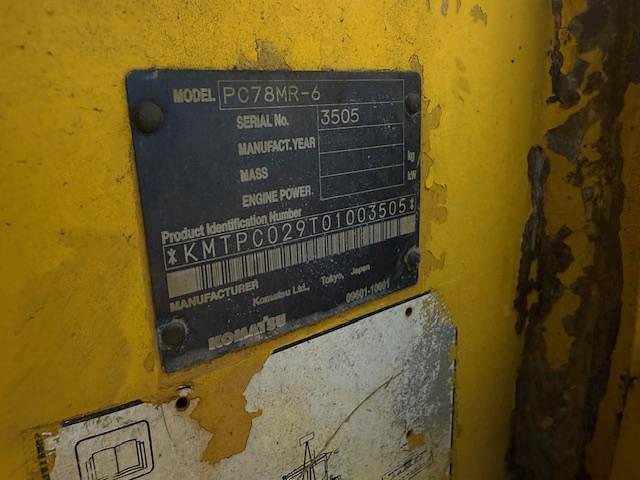 MODEL PC78MR-6
SERIAL No. 3505
MANUFACT. YEAR
MASS kg
ENGINE POWER. kW
Product Identification Number
*KMTPC029T01003505*
MANUFACTURER
Komatsu Ltd., Tokyo, Japan
09601-10001
KOMATSU